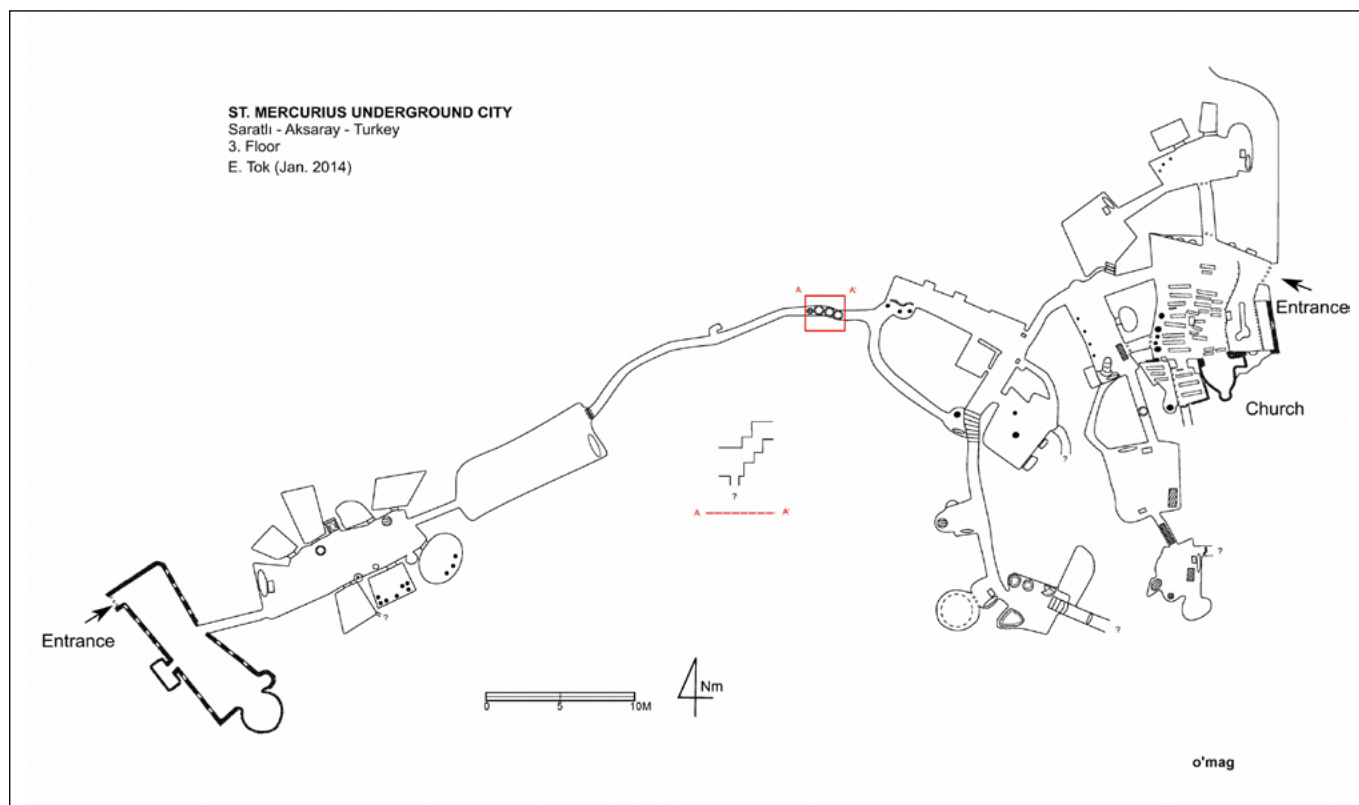 ST. MERCURIUS UNDERGROUND CITY
Saratlı - Aksaray - Turkey
3. Floor
E. Tok (Jan. 2014)
A A'
Entrance
Church
?
?
A A'
?
?
?
Entrance
?
Nm
0 5 10M
o'mag